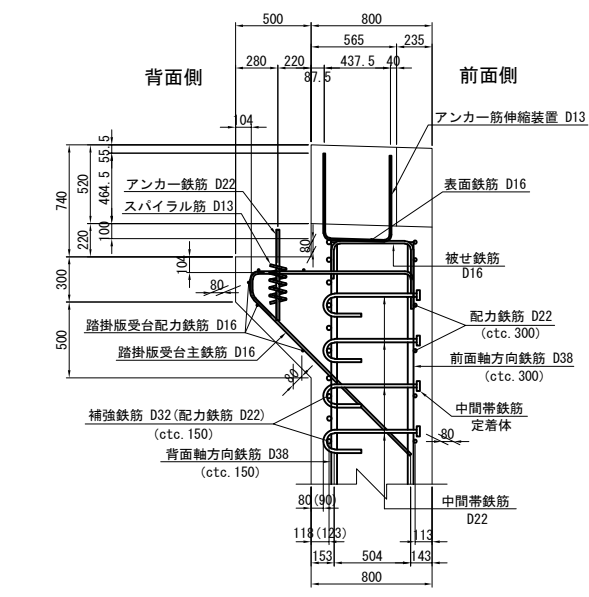 500
800
565
235
280
220
437.5
40
87.5
背面側
前面側
104
アンカー筋伸縮装置 D13
55.5
520
464.5
740
100
220
アンカー鉄筋 D22
スパイラル筋 D13
表面鉄筋 D16
80
104
被せ鉄筋
D16
300
80
500
踏掛版受台配力鉄筋 D16
踏掛版受台主鉄筋 D16
配力鉄筋 D22
(ctc.300)
前面軸方向鉄筋 D38
(ctc.300)
80
補強鉄筋 D32(配力鉄筋 D22)
(ctc.150)
中間帯鉄筋
定着体
80
背面軸方向鉄筋 D38
(ctc.150)
80(90)
中間帯鉄筋
D22
118(123)
113
153
504
143
800